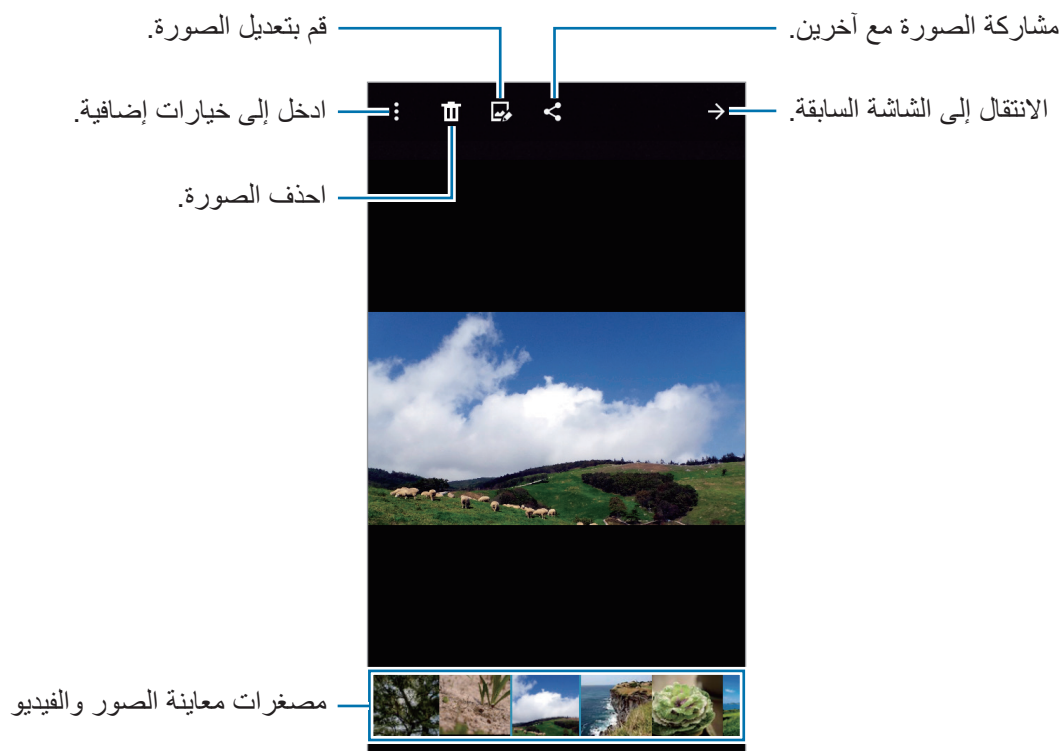 مشاركة الصورة مع آخرين.
قم بتعديل الصورة.
الانتقال إلى الشاشة السابقة.
ادخل إلى خيارات إضافية.
احذف الصورة.
مصغرات معاينة الصور والفيديو